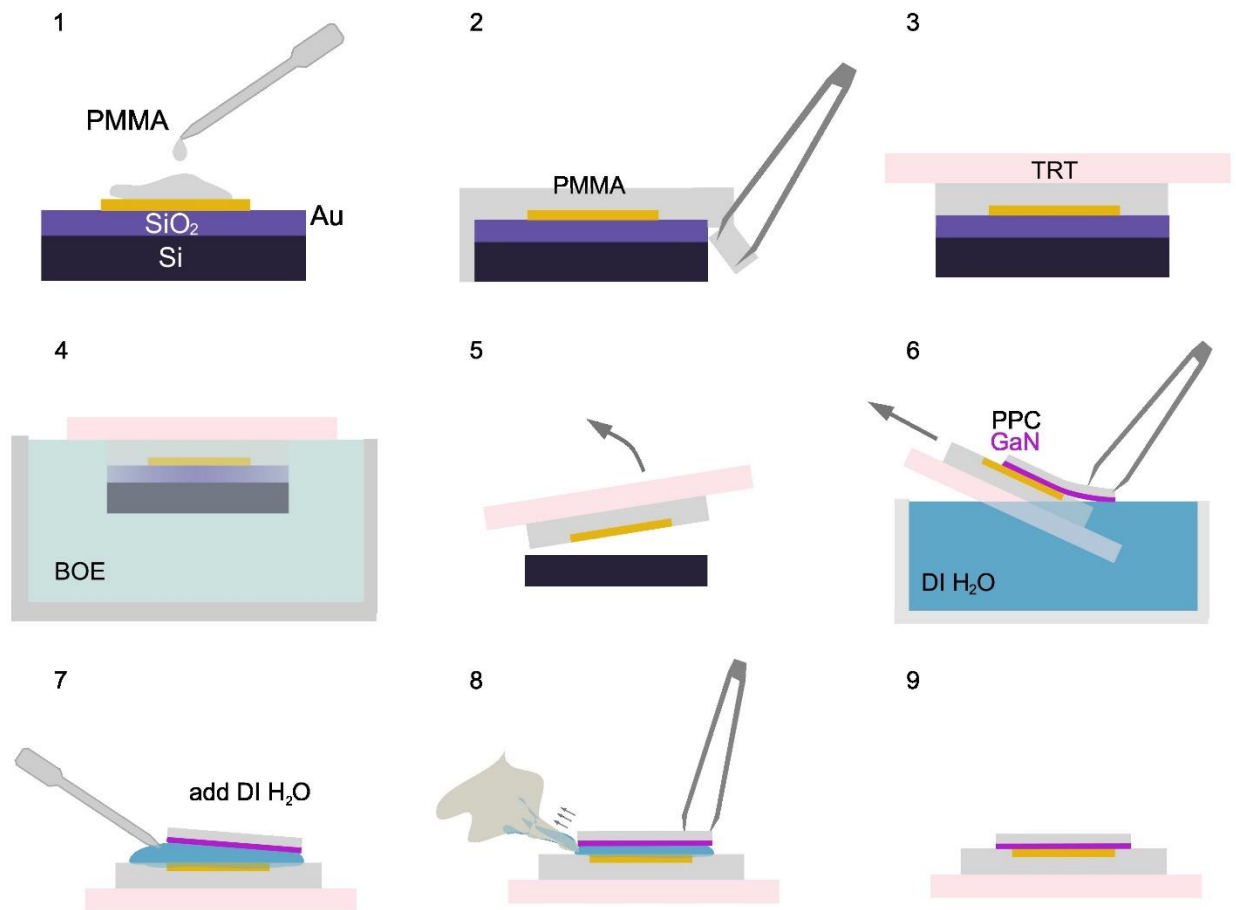 1
PMMA
Au
SiO₂
Si
2
PMMA
3
TRT
4
BOE
5
6
PPC
GaN
DI H₂O
7
add DI H₂O
8
9